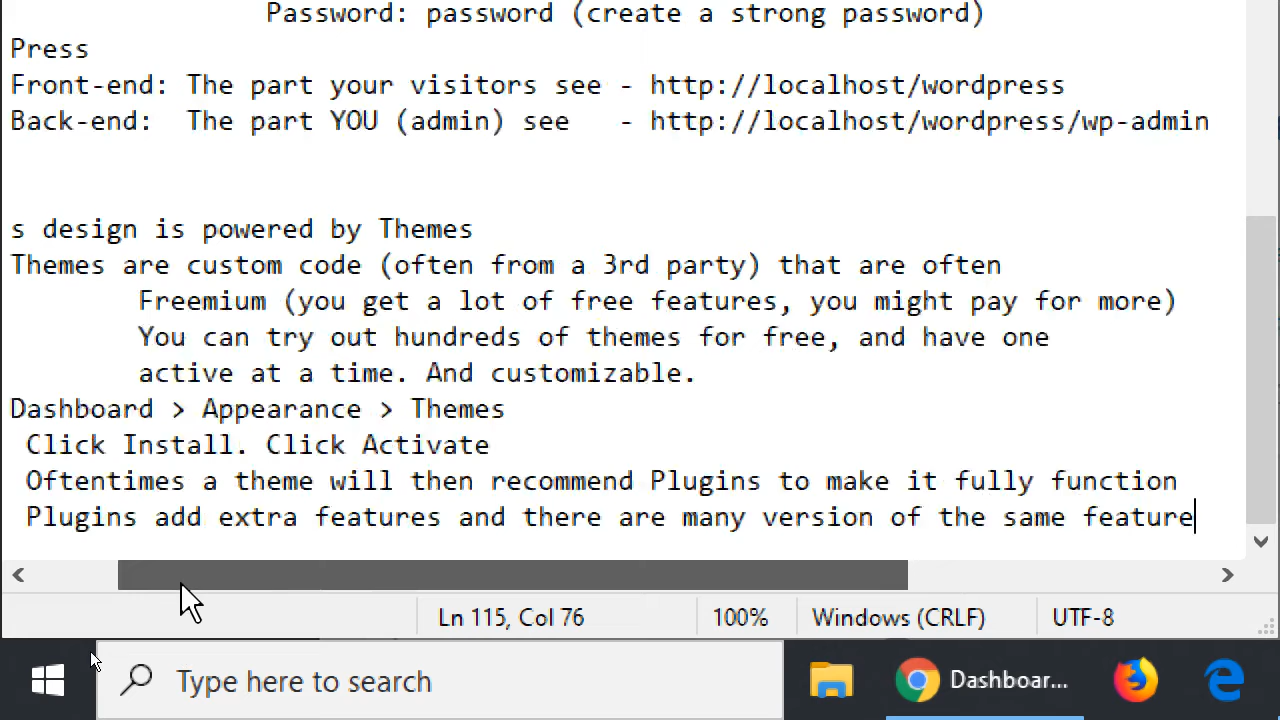 Password: password (create a strong password)
Press
Front-end: The part your visitors see - http://localhost/wordpress
Back-end: The part YOU (admin) see - http://localhost/wordpress/wp-admin
s design is powered by Themes
Themes are custom code (often from a 3rd party) that are often
Freemium (you get a lot of free features, you might pay for more)
You can try out hundreds of themes for free, and have one
active at a time. And customizable.
Dashboard > Appearance > Themes
Click Install. Click Activate
Oftentimes a theme will then recommend Plugins to make it fully function
Plugins add extra features and there are many version of the same feature
Ln 115, Col 76
100%
Windows (CRLF)
UTF-8
Type here to search
Dashboar...